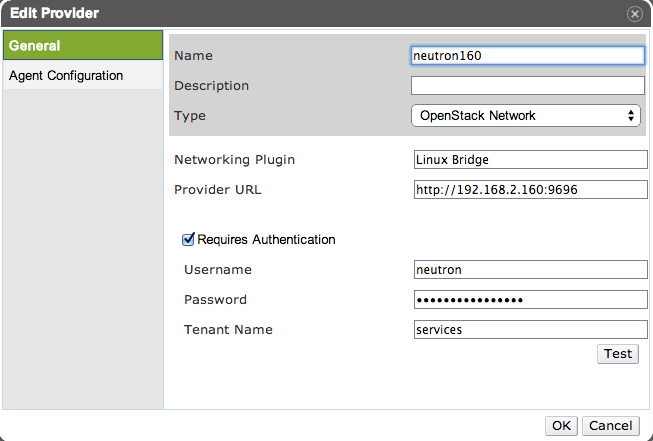 Edit Provider
General
Agent Configuration
Name neutron160
Description
Type OpenStack Network
Networking Plugin Linux Bridge
Provider URL http://192.168.2.160:9696
Requires Authentication
Username neutron
Password ••••••••••••••••
Tenant Name services
Test
OK Cancel